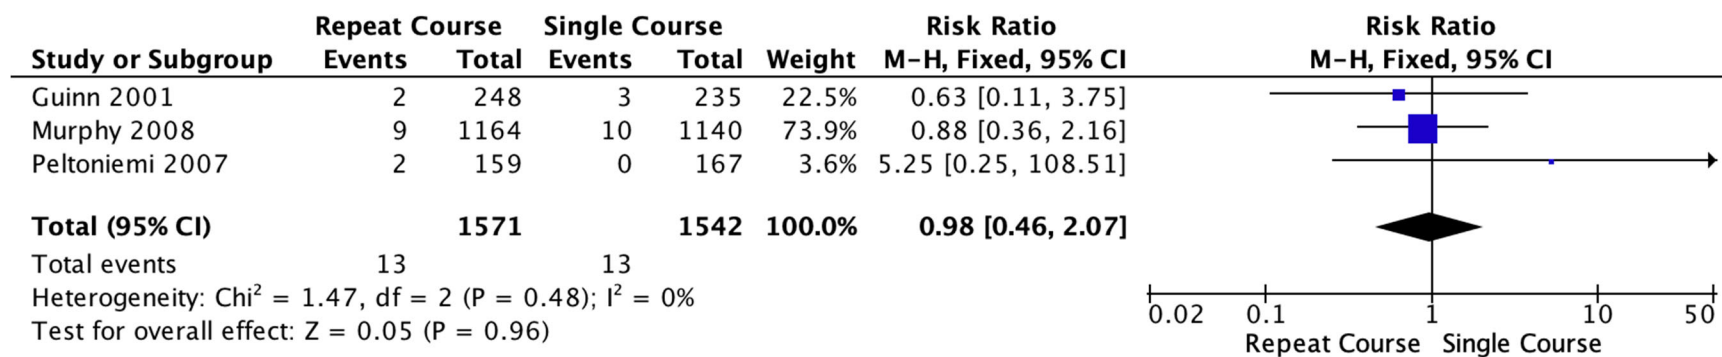 Repeat Course Single Course Risk Ratio Risk Ratio
Study or Subgroup Events Total Events Total Weight M-H, Fixed, 95% CI M-H, Fixed, 95% CI
Guinn 2001 2 248 3 235 22.5% 0.63 [0.11, 3.75]
Murphy 2008 9 1164 10 1140 73.9% 0.88 [0.36, 2.16]
Peltoniemi 2007 2 159 0 167 3.6% 5.25 [0.25, 108.51]
Total (95% CI) 1571 1542 100.0% 0.98 [0.46, 2.07]
Total events 13 13
Heterogeneity: Chi² = 1.47, df = 2 (P = 0.48); I² = 0%
Test for overall effect: Z = 0.05 (P = 0.96)
0.02 0.1 1 10 50
Repeat Course Single Course